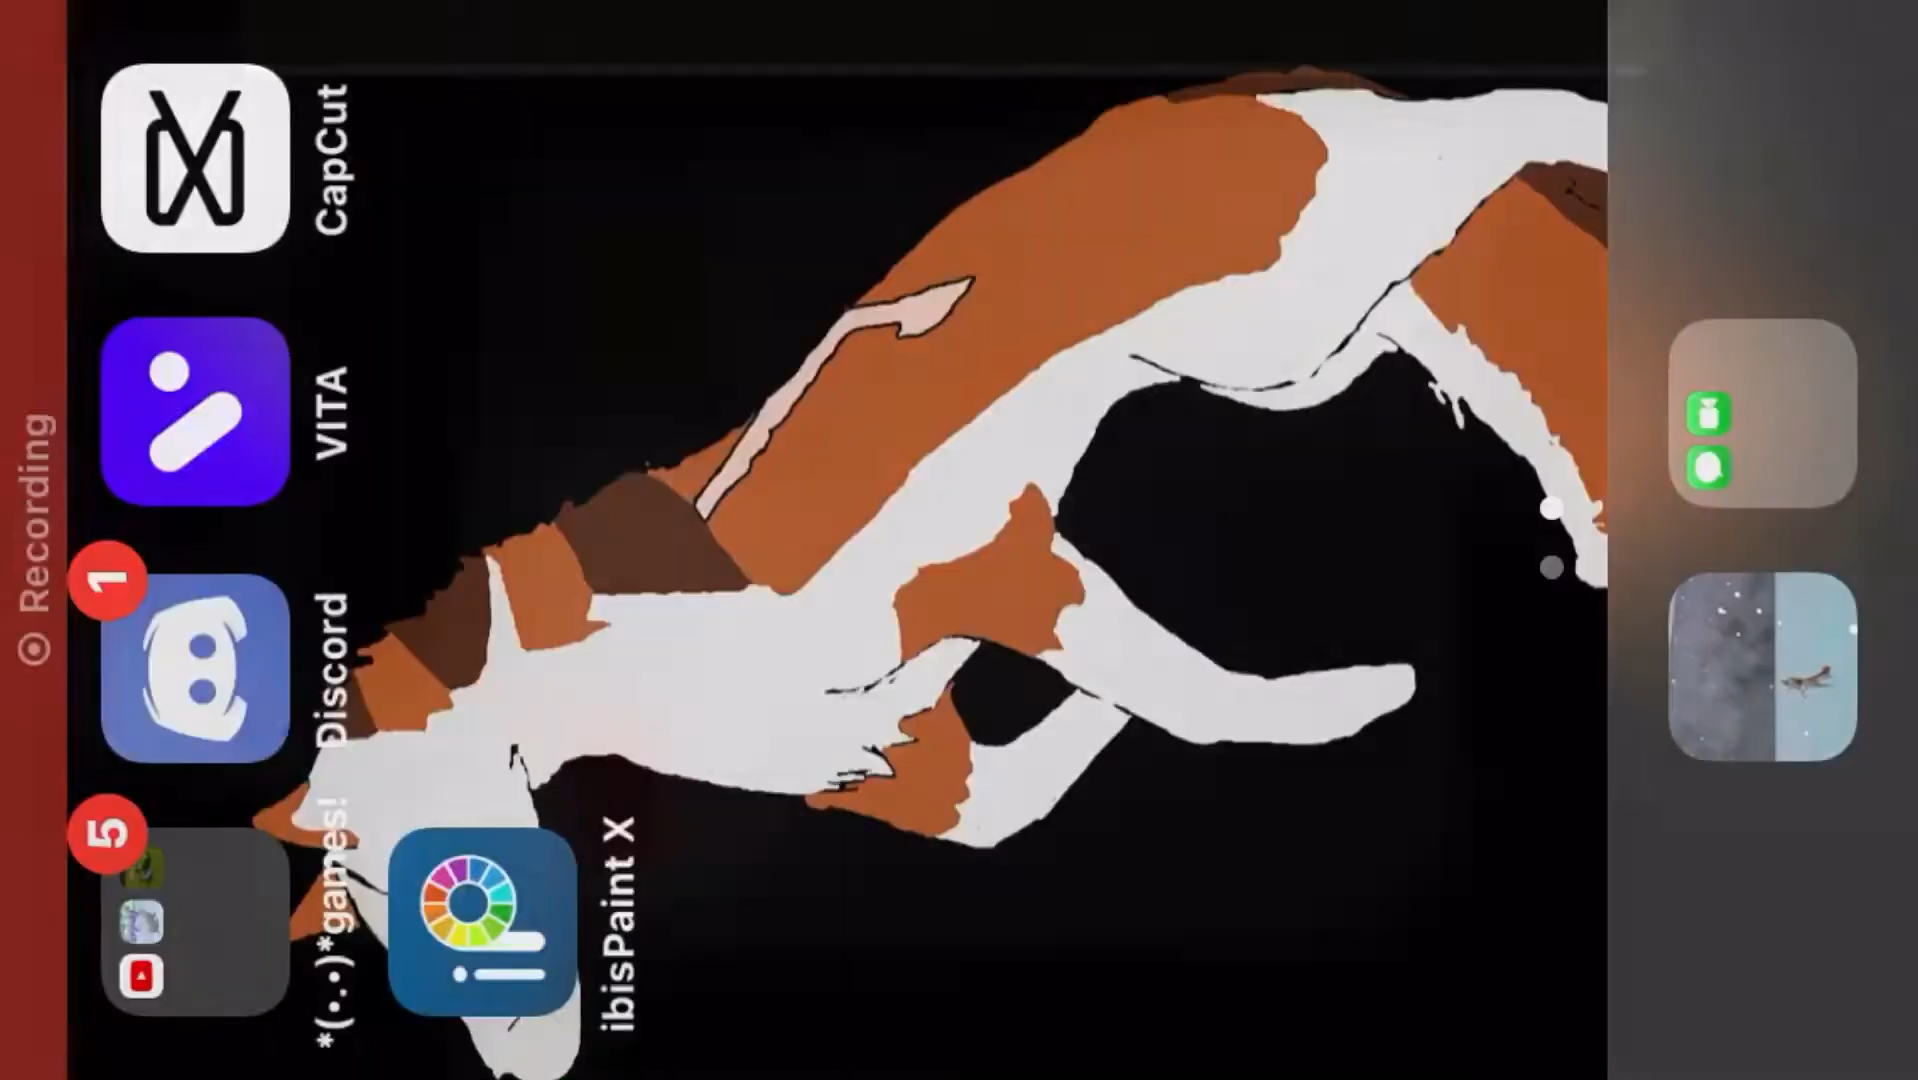 Recording
5
*(•.•)*games!
1
Discord
VITA
CapCut
ibisPaint X